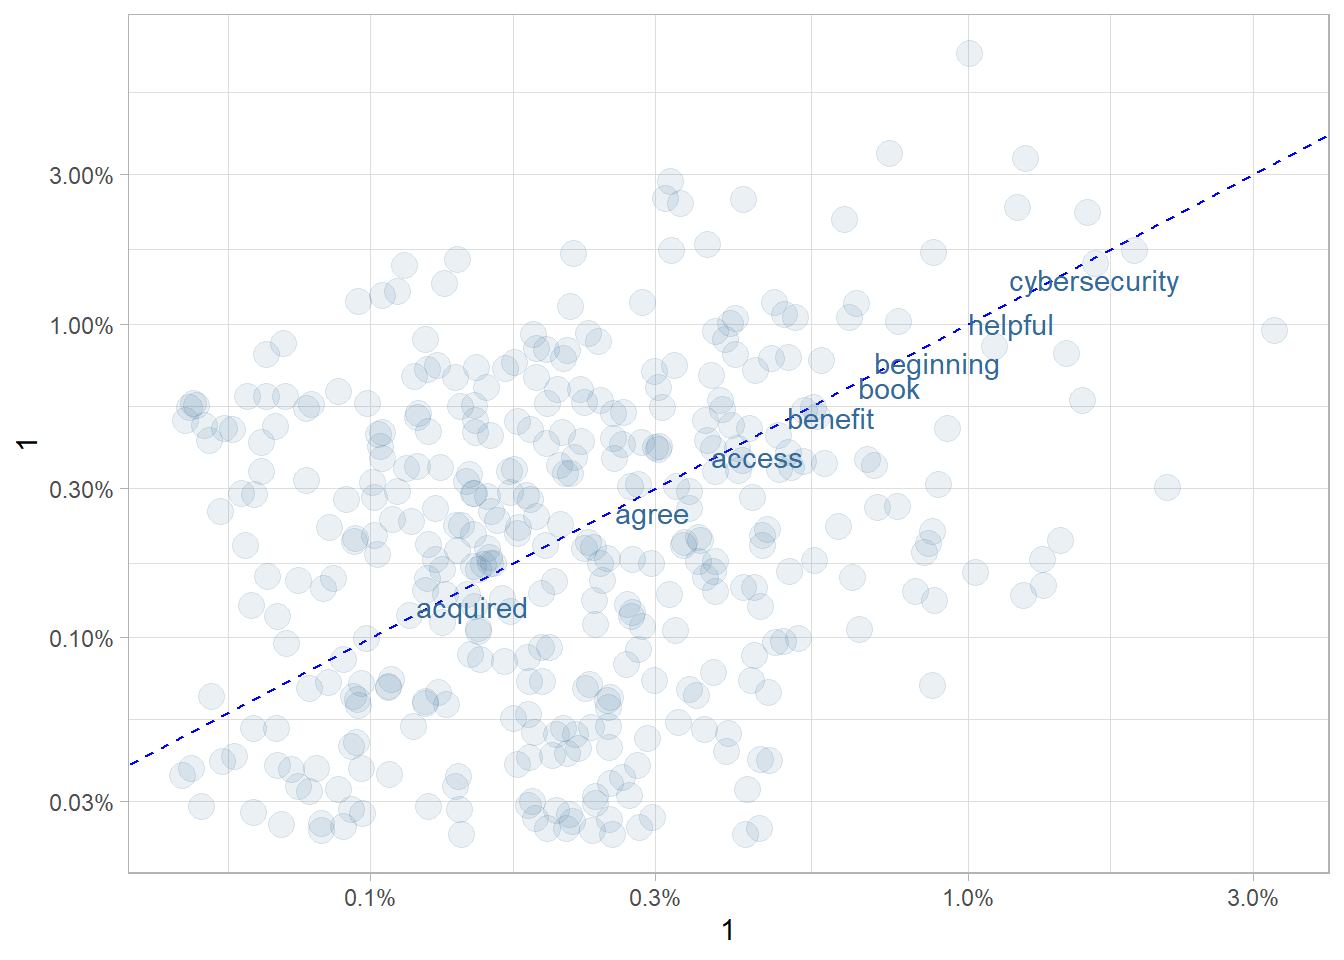 3.00%
1.00%
0.30%
0.10%
0.03%
1
cybersecurity
helpful
beginning
book
benefit
access
agree
acquired
0.1%
0.3%
1.0%
3.0%
1